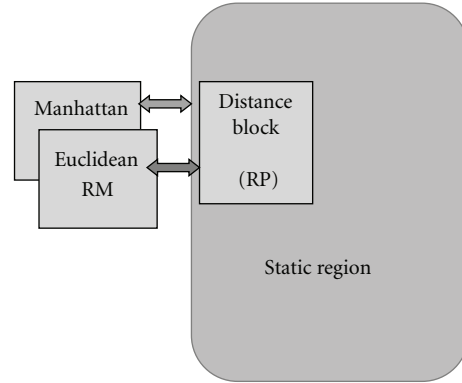 Manhattan
Euclidean
RM
Distance
block
(RP)
Static region